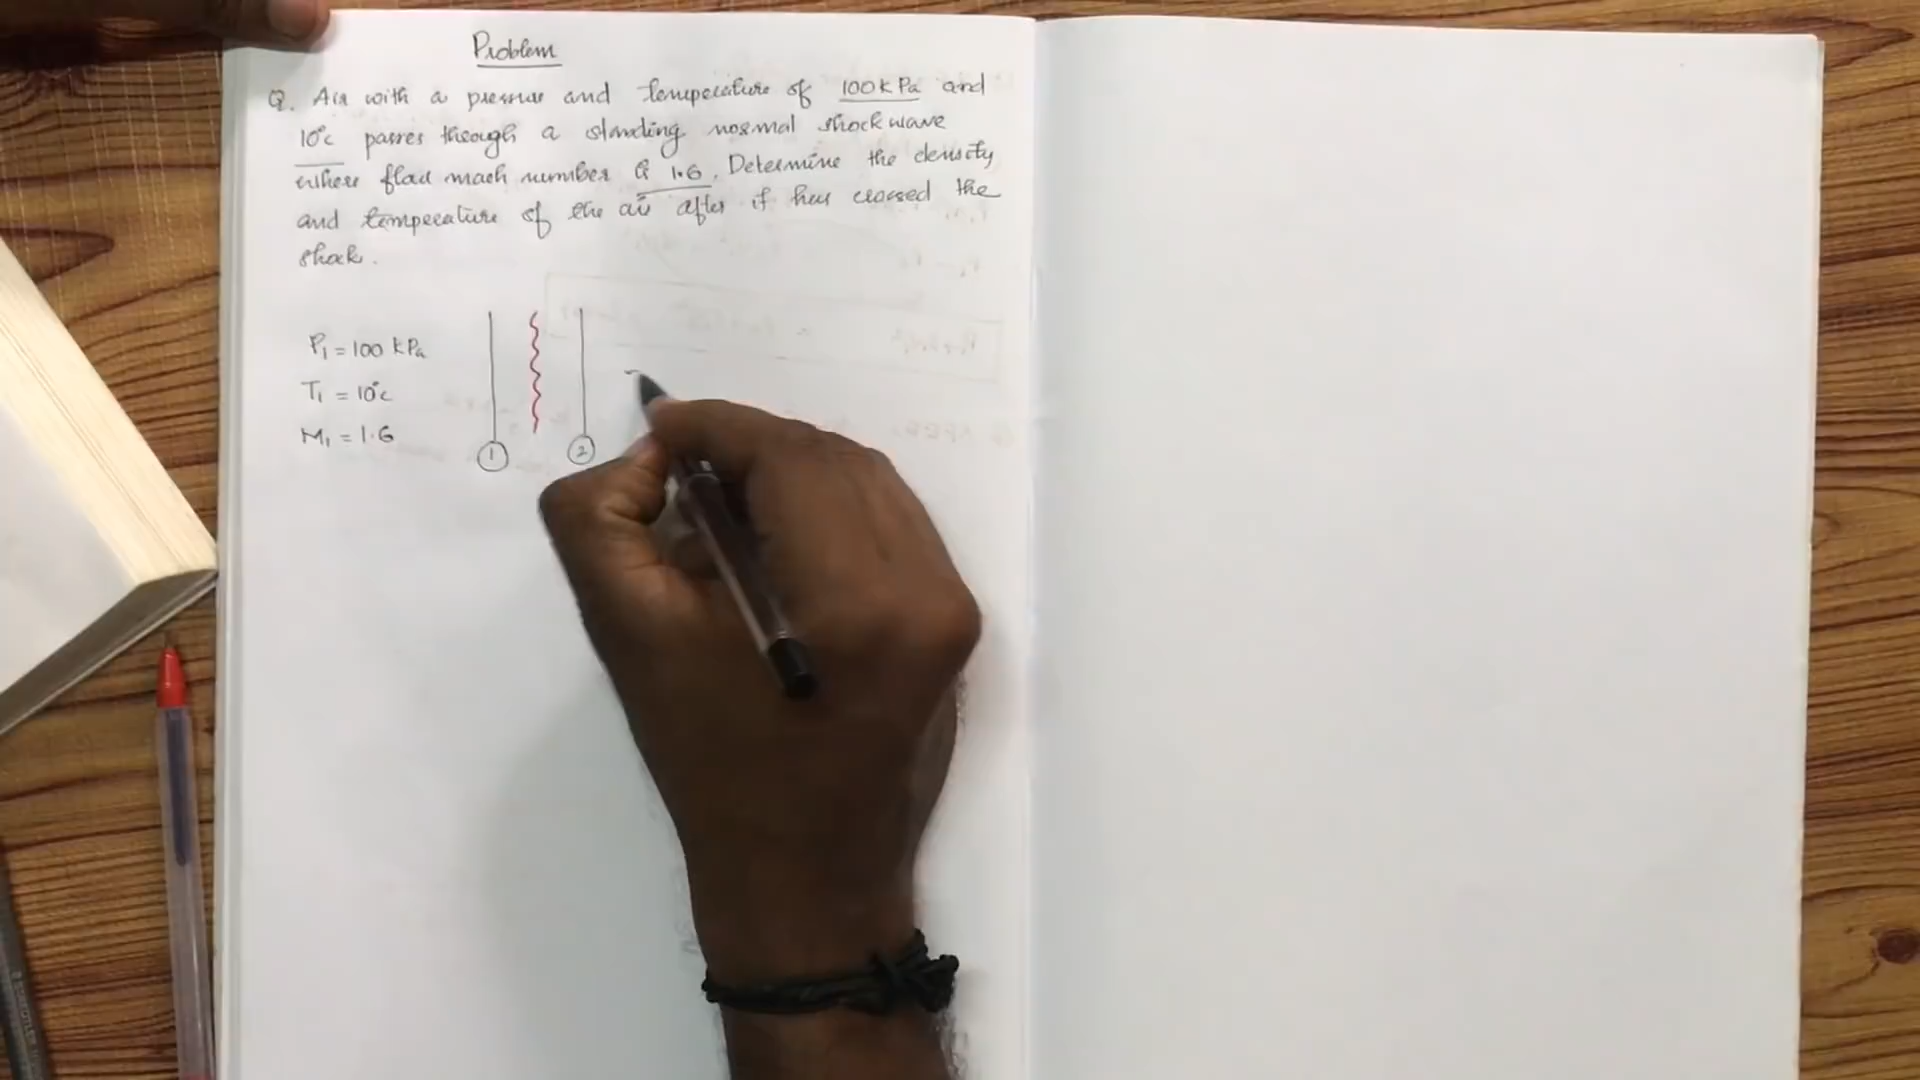 Problem
Q. Air with a pressure and temperature of 100 kPa and
10°c passes through a standing normal shock wave
where mach number is 1.6. Determine the density
and temperature of the air after it has crossed the
shock.
P1 = 100 kPa
T1 = 10°c
M1 = 1.6
1
2